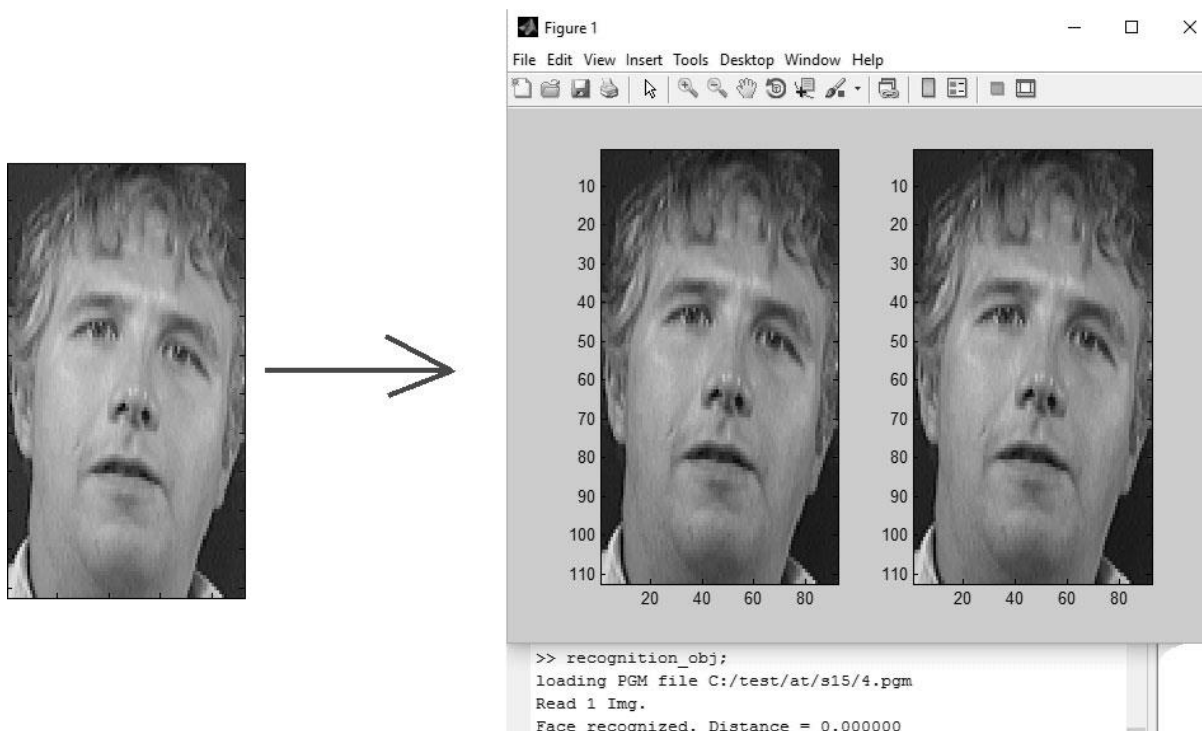 Figure 1
File Edit View Insert Tools Desktop Window Help
10
20
30
40
50
60
70
80
90
100
110
20 40 60 80
10
20
30
40
50
60
70
80
90
100
110
20 40 60 80
>> recognition_obj;
loading PGM file C:/test/at/s15/4.pgm
Read 1 Img.
Face recognized. Distance = 0.000000